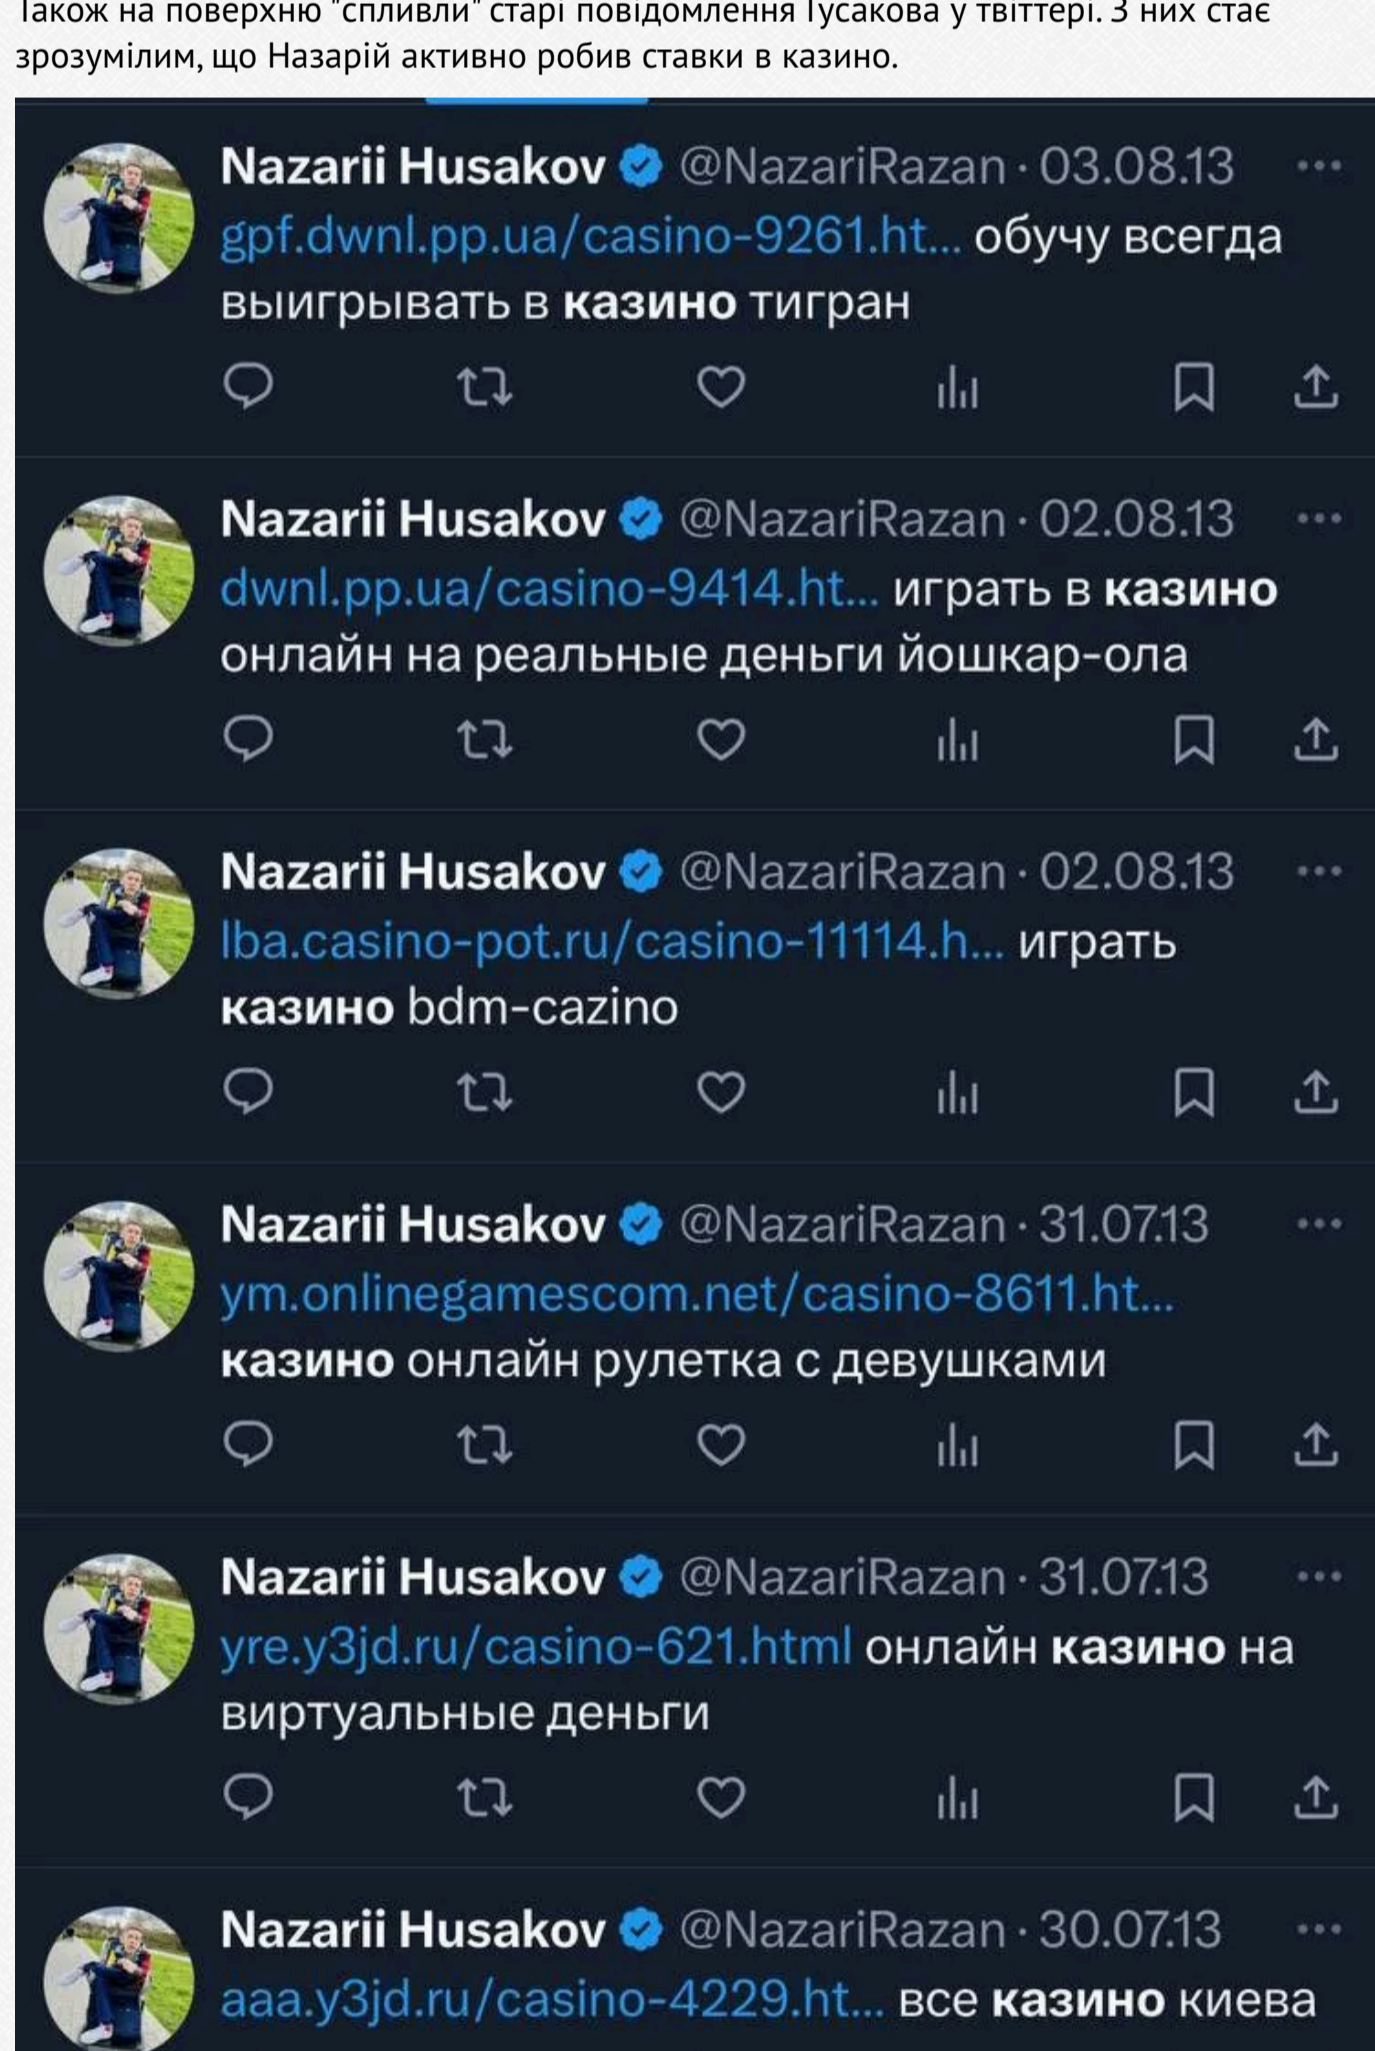 Також на поверхню "спливли" старі повідомлення Гусакова у твіттері. З них стає
зрозумілим, що Назарій активно робив ставки в казино.
Nazarii Husakov @NazariRazan · 03.08.13
gpf.dwnl.pp.ua/casino-9261.ht... обучу всегда
выигрывать в казино тигран
Nazarii Husakov @NazariRazan · 02.08.13
dwnl.pp.ua/casino-9414.ht... играть в казино
онлайн на реальные деньги йошкар-ола
Nazarii Husakov @NazariRazan · 02.08.13
lba.casino-pot.ru/casino-11114.h... играть
казино bdm-cazino
Nazarii Husakov @NazariRazan · 31.07.13
ym.onlinegamescom.net/casino-8611.ht...
казино онлайн рулетка с девушками
Nazarii Husakov @NazariRazan · 31.07.13
yre.y3jd.ru/casino-621.html онлайн казино на
виртуальные деньги
Nazarii Husakov @NazariRazan · 30.07.13
aaa.y3jd.ru/casino-4229.ht... все казино киева